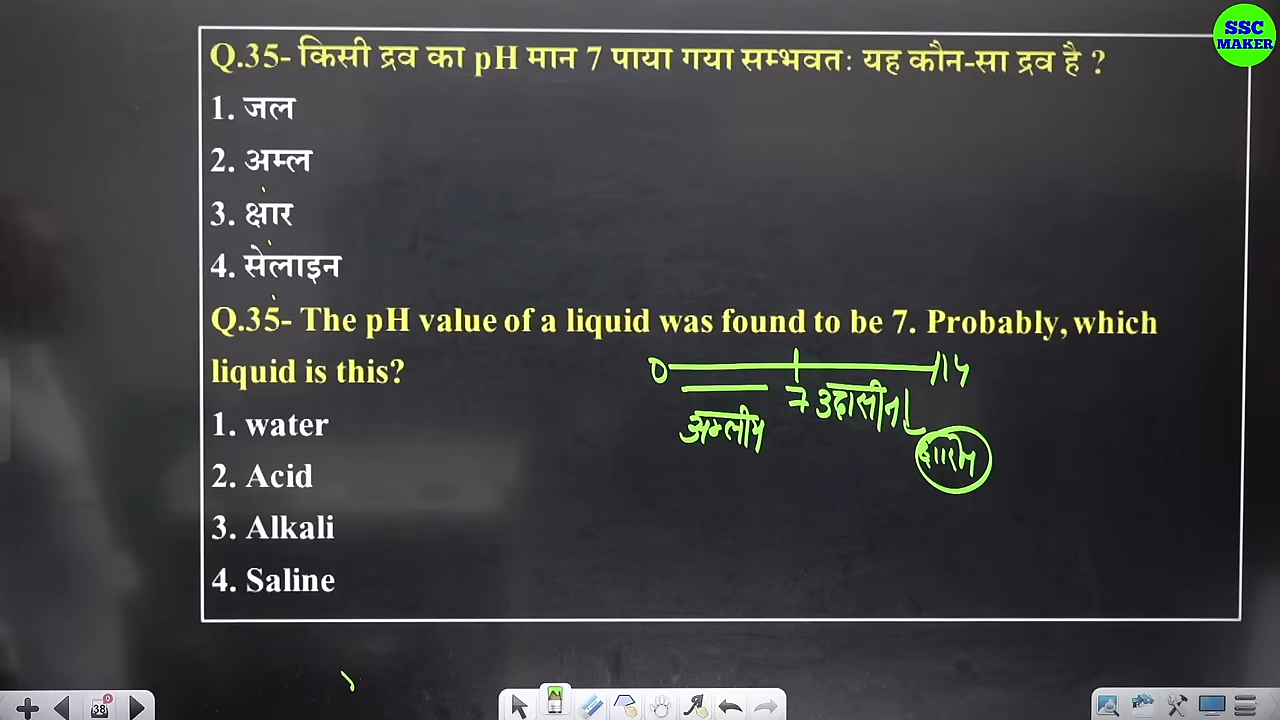 SSC
MAKER
Q.35- किसी द्रव का pH मान 7 पाया गया सम्भवतः यह कौन-सा द्रव है ?
1. जल
2. अम्ल
3. क्षार
4. सेलाइन
Q.35- The pH value of a liquid was found to be 7. Probably, which
liquid is this?
0 14
7 उदासीन
अम्लीय
1. water
2. Acid
3. Alkali
4. Saline
38